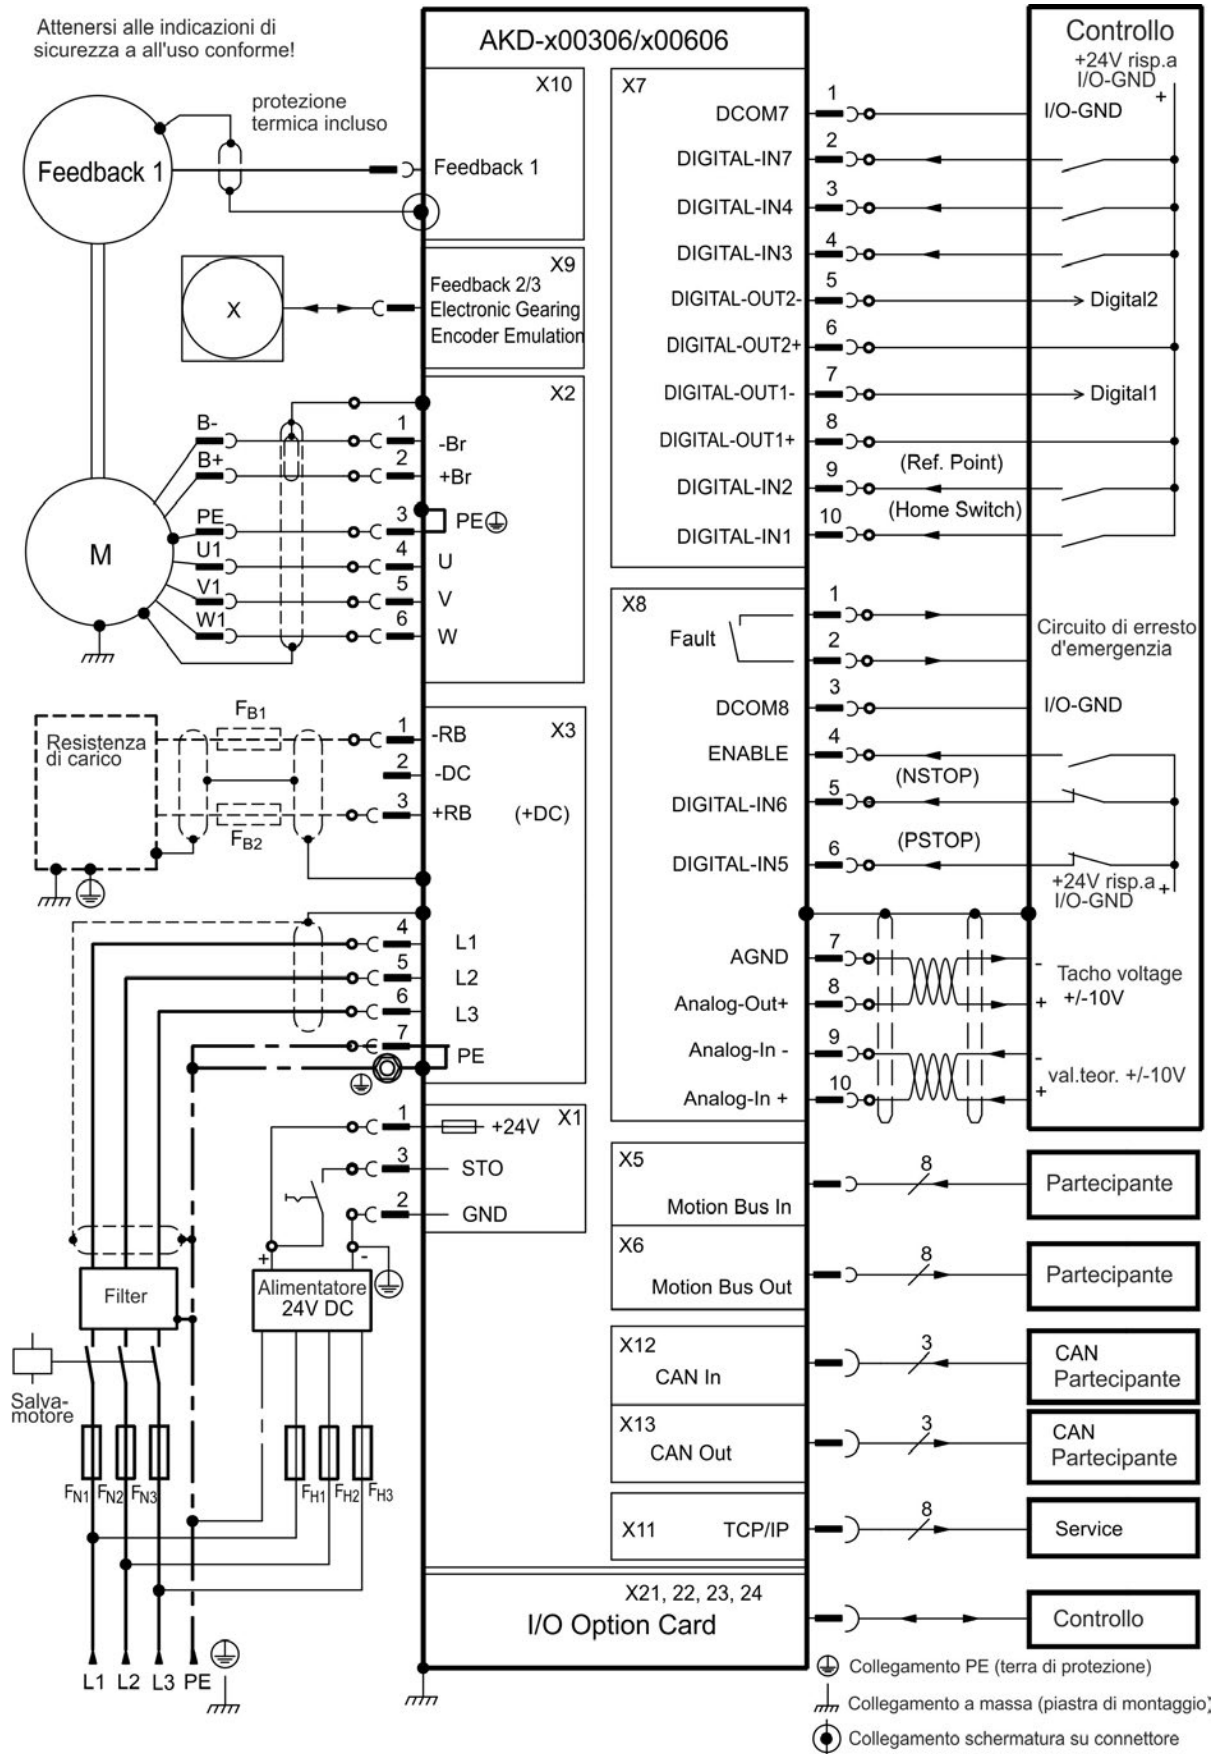 Attenersi alle indicazioni di
sicurezza a all'uso conforme!
AKD-x00306/x00606
Controllo
+24V risp.a
I/O-GND
+
protezione
termica incluso
Feedback 1
X10
Feedback 1
X
X9
Feedback 2/3
Electronic Gearing
Encoder Emulation
X2
B- 1 -Br
B+ 2 +Br
PE 3 PE
U1 4 U
V1 5 V
W1 6 W
M
Resistenza
di carico
FB1
FB2
X3
1 -RB
2 -DC
3 +RB (+DC)
4 L1
5 L2
6 L3
7 PE
X1
1 +24V
3 STO
2 GND
+ -
Alimentatore
24V DC
Filter
Salva-
motore
FN1 FN2 FN3 FH1 FH2 FH3
L1 L2 L3 PE
X7
DCOM7 1 I/O-GND
DIGITAL-IN7 2
DIGITAL-IN4 3
DIGITAL-IN3 4
DIGITAL-OUT2- 5 Digital2
DIGITAL-OUT2+ 6
DIGITAL-OUT1- 7 Digital1
DIGITAL-OUT1+ 8
DIGITAL-IN2 9 (Ref. Point)
DIGITAL-IN1 10 (Home Switch)
X8
Fault 1
2
Circuito di erresto
d'emergenzia
DCOM8 3 I/O-GND
ENABLE 4
DIGITAL-IN6 5 (NSTOP)
DIGITAL-IN5 6 (PSTOP)
+24V risp.a +
I/O-GND
AGND 7 -
Tacho voltage
+/-10V
Analog-Out+ 8 +
Analog-In - 9 -
val.teor. +/-10V
Analog-In + 10 +
X5
Motion Bus In 8 Partecipante
X6
Motion Bus Out 8 Partecipante
X12
CAN In 3 CAN
Partecipante
X13
CAN Out 3 CAN
Partecipante
X11 TCP/IP 8 Service
X21, 22, 23, 24
I/O Option Card
Controllo
Collegamento PE (terra di protezione)
Collegamento a massa (piastra di montaggio)
Collegamento schermatura su connettore